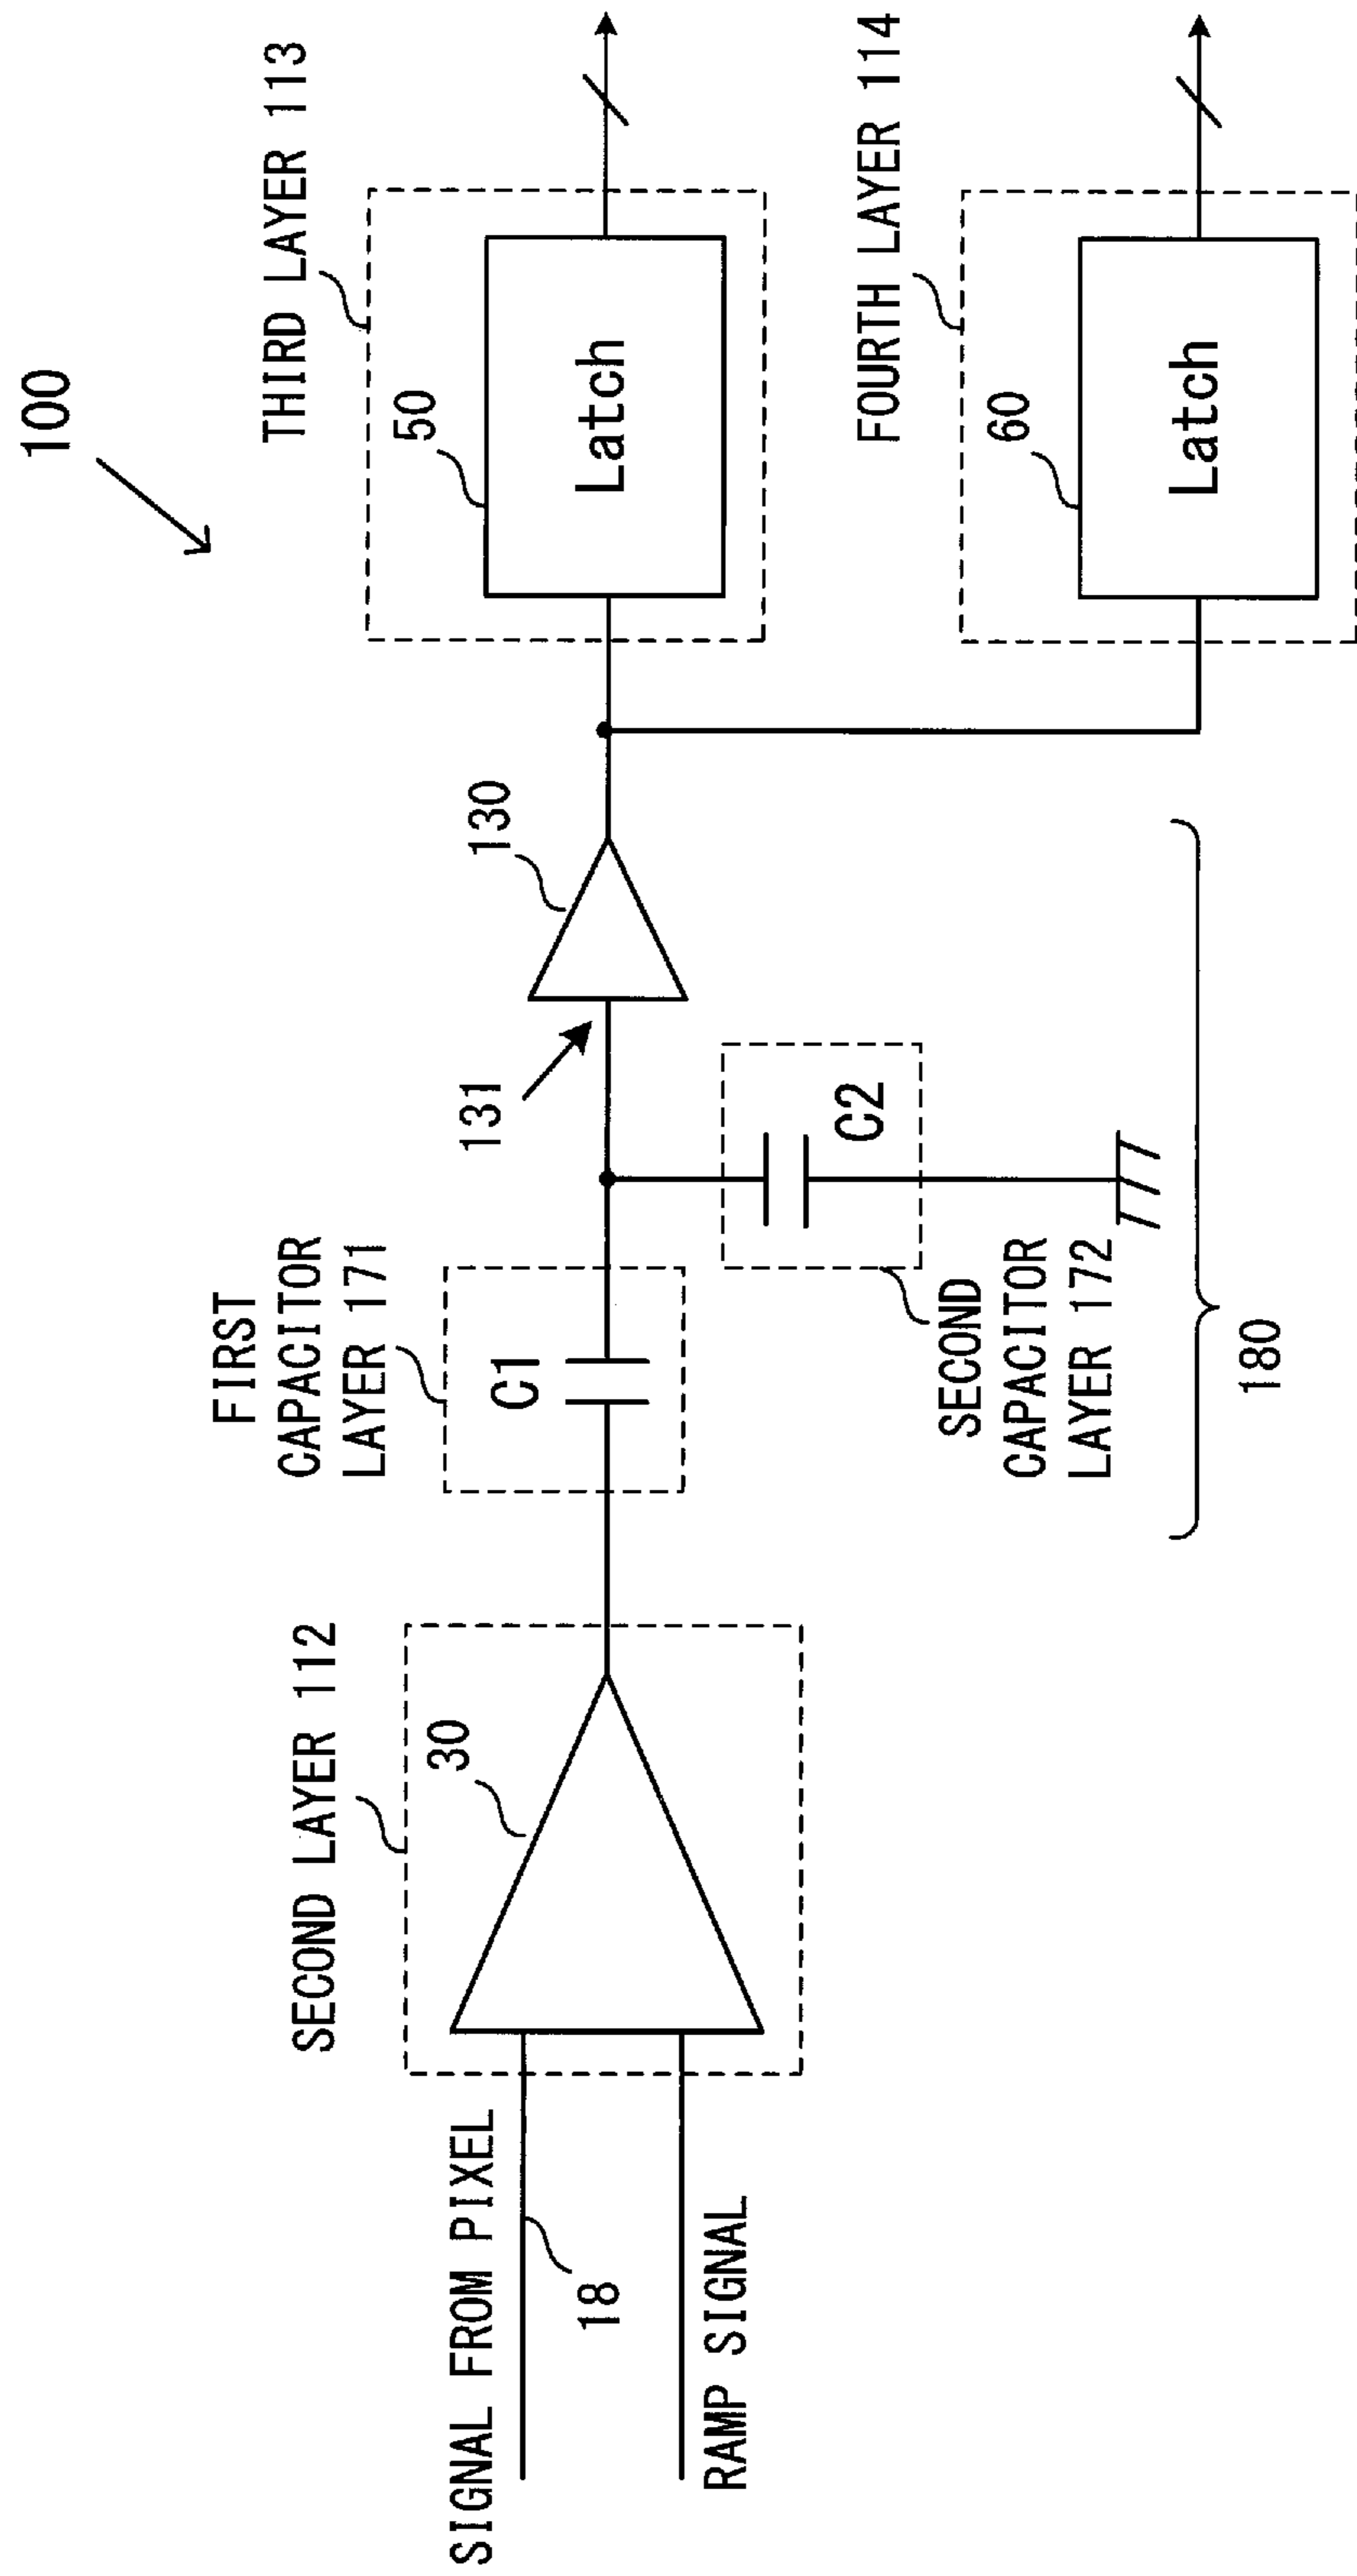 100
THIRD LAYER 113
50
Latch
FOURTH LAYER 114
60
Latch
130
131
FIRST
CAPACITOR
LAYER 171
C1
C2
SECOND
CAPACITOR
LAYER 172
180
SECOND LAYER 112
30
SIGNAL FROM PIXEL
18
RAMP SIGNAL